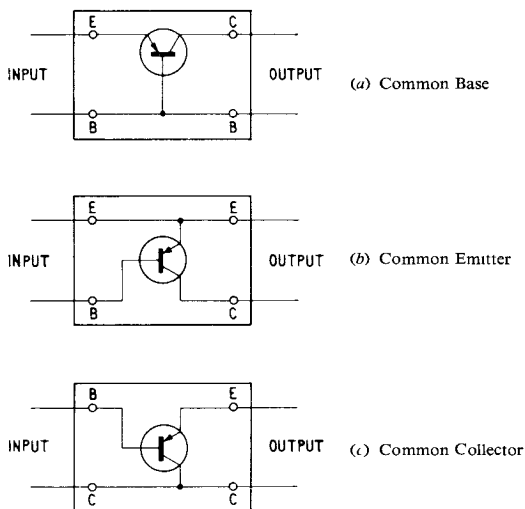 E C
INPUT OUTPUT (a) Common Base
B B
E E
INPUT OUTPUT (b) Common Emitter
B C
B E
INPUT OUTPUT (c) Common Collector
C C